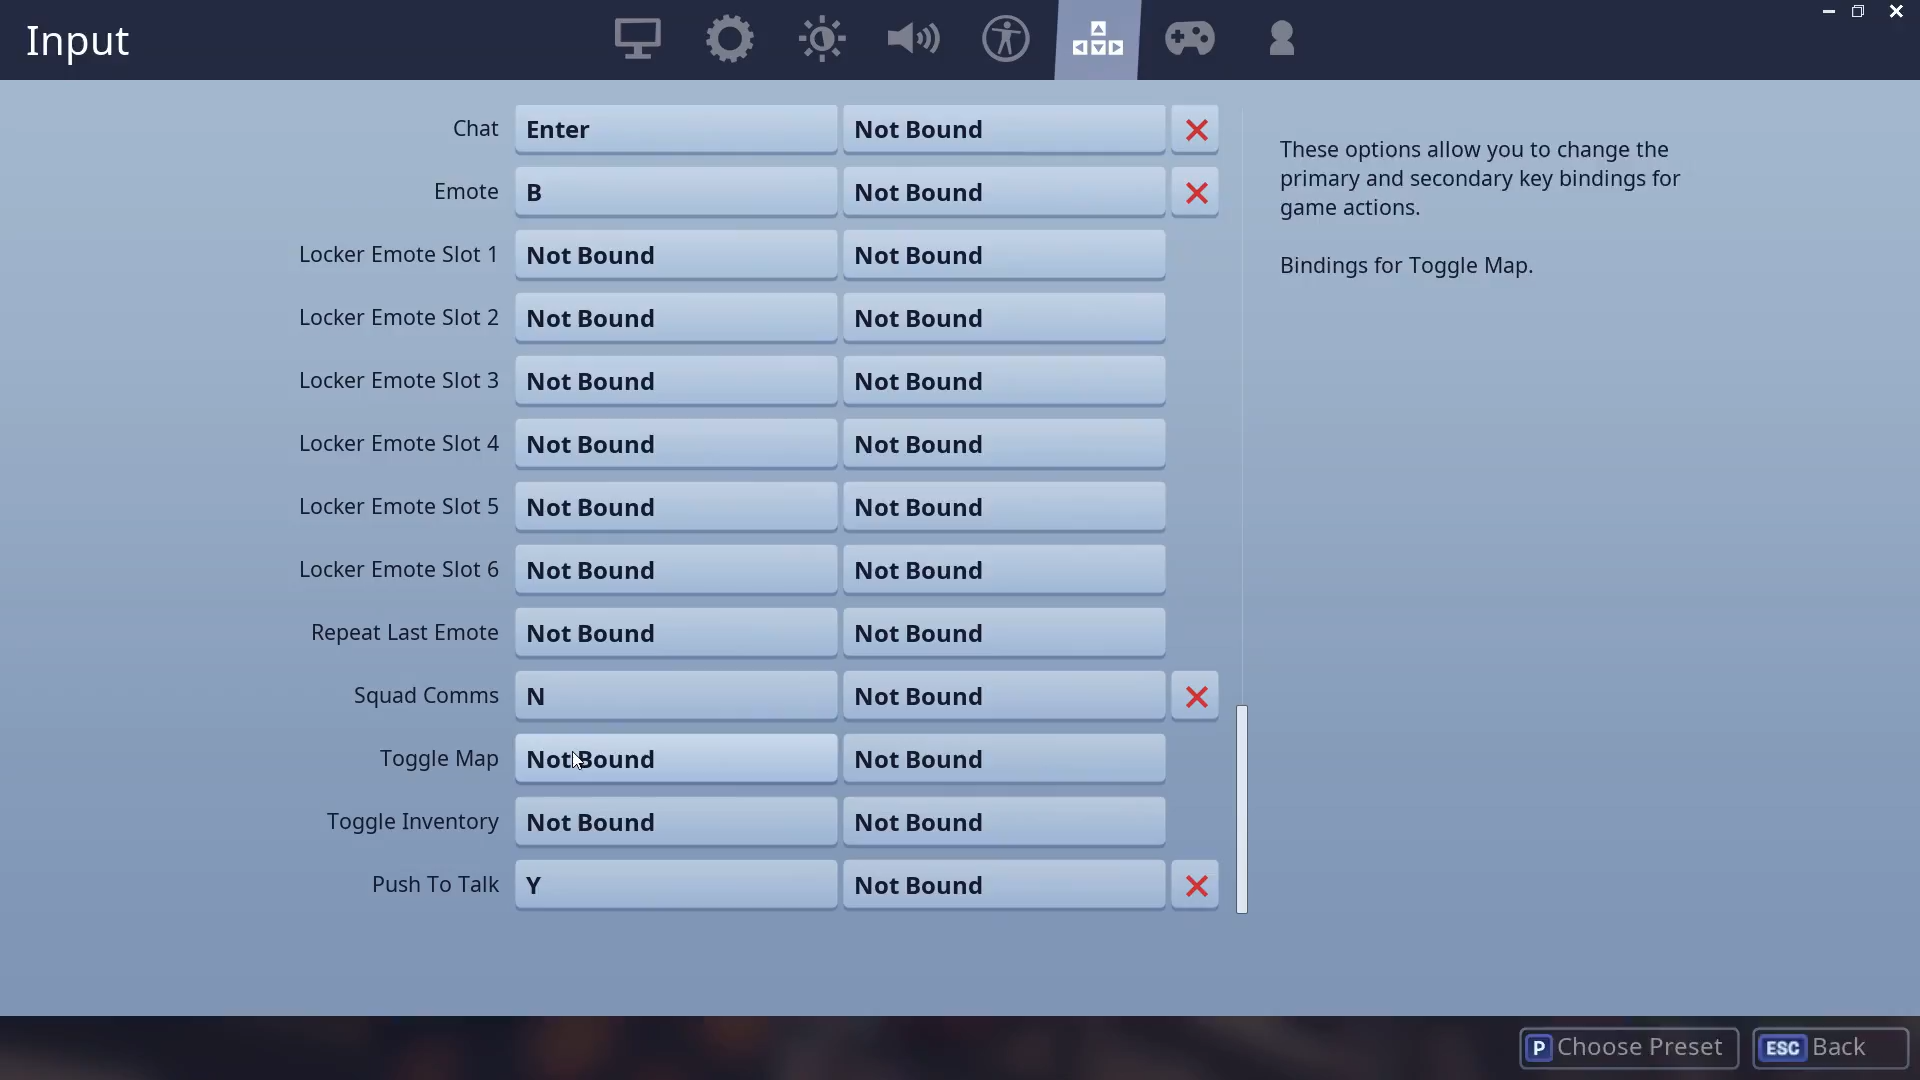 Input
Chat Enter Not Bound
Emote B Not Bound
Locker Emote Slot 1 Not Bound Not Bound
Locker Emote Slot 2 Not Bound Not Bound
Locker Emote Slot 3 Not Bound Not Bound
Locker Emote Slot 4 Not Bound Not Bound
Locker Emote Slot 5 Not Bound Not Bound
Locker Emote Slot 6 Not Bound Not Bound
Repeat Last Emote Not Bound Not Bound
Squad Comms N Not Bound
Toggle Map Not Bound Not Bound
Toggle Inventory Not Bound Not Bound
Push To Talk Y Not Bound
These options allow you to change the
primary and secondary key bindings for
game actions.
Bindings for Toggle Map.
P Choose Preset
ESC Back